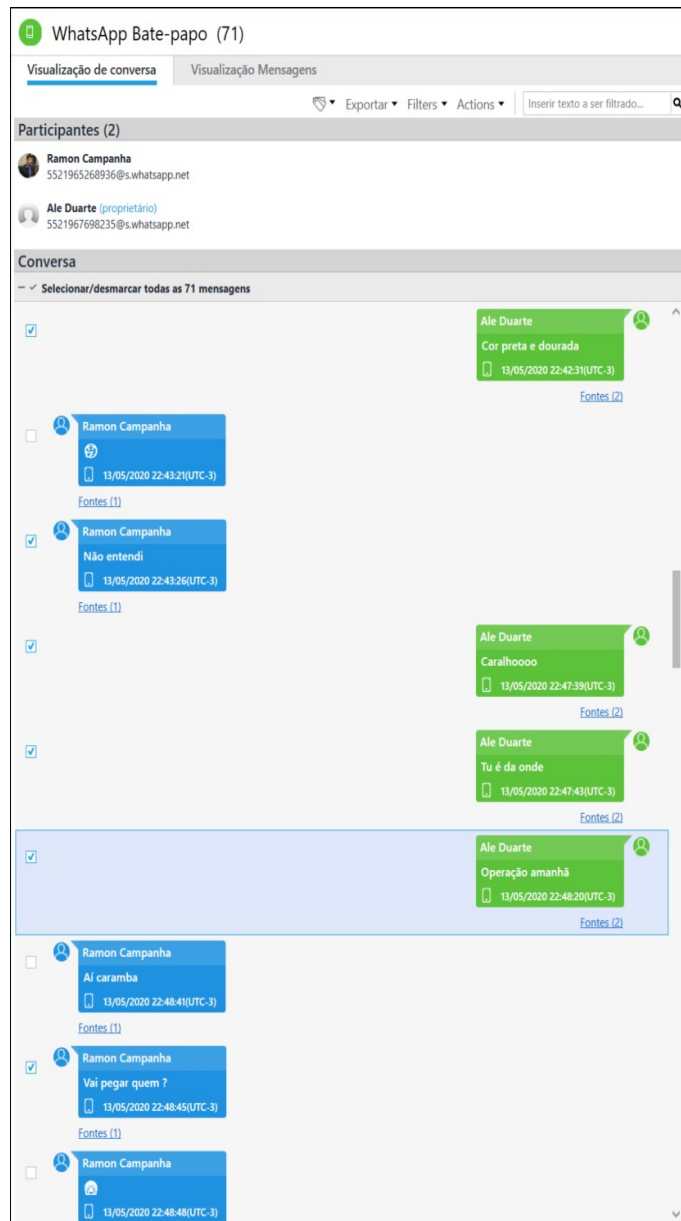 WhatsApp Bate-papo (71)
Visualização de conversa Visualização Mensagens
Exportar Filters Actions Inserir texto a ser filtrado...
Participantes (2)
Ramon Campanha
5521965268936@s.whatsapp.net
Ale Duarte (proprietário)
5521967698235@s.whatsapp.net
Conversa
Selecionar/desmarcar todas as 71 mensagens
Ale Duarte
Cor preta e dourada
13/05/2020 22:42:31(UTC-3)
Fontes (2)
Ramon Campanha
13/05/2020 22:43:21(UTC-3)
Fontes (1)
Ramon Campanha
Não entendi
13/05/2020 22:43:26(UTC-3)
Fontes (1)
Ale Duarte
Caralhoooo
13/05/2020 22:47:39(UTC-3)
Fontes (2)
Ale Duarte
Tu é da onde
13/05/2020 22:47:43(UTC-3)
Fontes (2)
Ale Duarte
Operação amanhã
13/05/2020 22:48:20(UTC-3)
Fontes (2)
Ramon Campanha
Aí caramba
13/05/2020 22:48:41(UTC-3)
Fontes (1)
Ramon Campanha
Vai pegar quem ?
13/05/2020 22:48:45(UTC-3)
Fontes (1)
Ramon Campanha
13/05/2020 22:48:48(UTC-3)